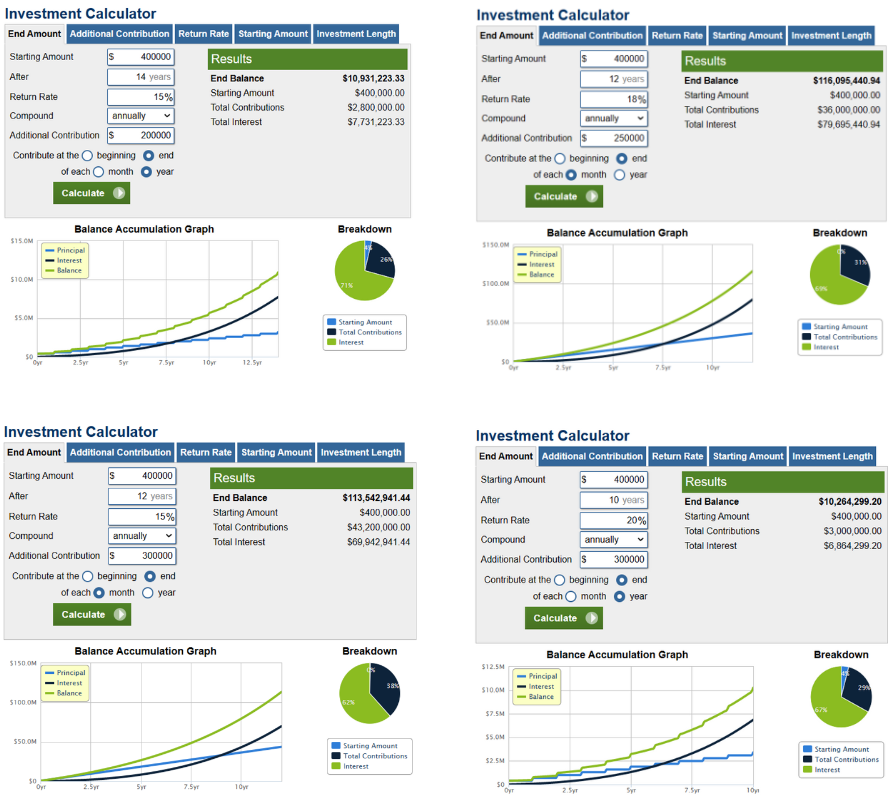 Investment Calculator
End Amount Additional Contribution Return Rate Starting Amount Investment Length
Starting Amount $ 400000
After 14 years
Return Rate 15%
Compound annually
Additional Contribution $ 200000
Contribute at the beginning end
of each month year
Calculate
Results
End Balance $10,931,223.33
Starting Amount $400,000.00
Total Contributions $2,800,000.00
Total Interest $7,731,223.33
Balance Accumulation Graph
$15.0M
$10.0M
$5.0M
$0
Principal
Interest
Balance
0yr 2.5yr 5yr 7.5yr 10yr 12.5yr
Breakdown
4%
26%
71%
Starting Amount
Total Contributions
Interest
Investment Calculator
End Amount Additional Contribution Return Rate Starting Amount Investment Length
Starting Amount $ 400000
After 12 years
Return Rate 18%
Compound annually
Additional Contribution $ 250000
Contribute at the beginning end
of each month year
Calculate
Results
End Balance $116,095,440.94
Starting Amount $400,000.00
Total Contributions $36,000,000.00
Total Interest $79,695,440.94
Balance Accumulation Graph
$150.0M
$100.0M
$50.0M
$0
Principal
Interest
Balance
0yr 2.5yr 5yr 7.5yr 10yr
Breakdown
0%
31%
69%
Starting Amount
Total Contributions
Interest
Investment Calculator
End Amount Additional Contribution Return Rate Starting Amount Investment Length
Starting Amount $ 400000
After 12 years
Return Rate 15%
Compound annually
Additional Contribution $ 300000
Contribute at the beginning end
of each month year
Calculate
Results
End Balance $113,542,941.44
Starting Amount $400,000.00
Total Contributions $43,200,000.00
Total Interest $69,942,941.44
Balance Accumulation Graph
$150.0M
$100.0M
$50.0M
$0
Principal
Interest
Balance
0yr 2.5yr 5yr 7.5yr 10yr
Breakdown
0%
38%
62%
Starting Amount
Total Contributions
Interest
Investment Calculator
End Amount Additional Contribution Return Rate Starting Amount Investment Length
Starting Amount $ 400000
After 10 years
Return Rate 20%
Compound annually
Additional Contribution $ 300000
Contribute at the beginning end
of each month year
Calculate
Results
End Balance $10,264,299.20
Starting Amount $400,000.00
Total Contributions $3,000,000.00
Total Interest $6,864,299.20
Balance Accumulation Graph
$12.5M
$10.0M
$7.5M
$5.0M
$2.5M
$0
Principal
Interest
Balance
0yr 2.5yr 5yr 7.5yr 10yr
Breakdown
4%
29%
67%
Starting Amount
Total Contributions
Interest